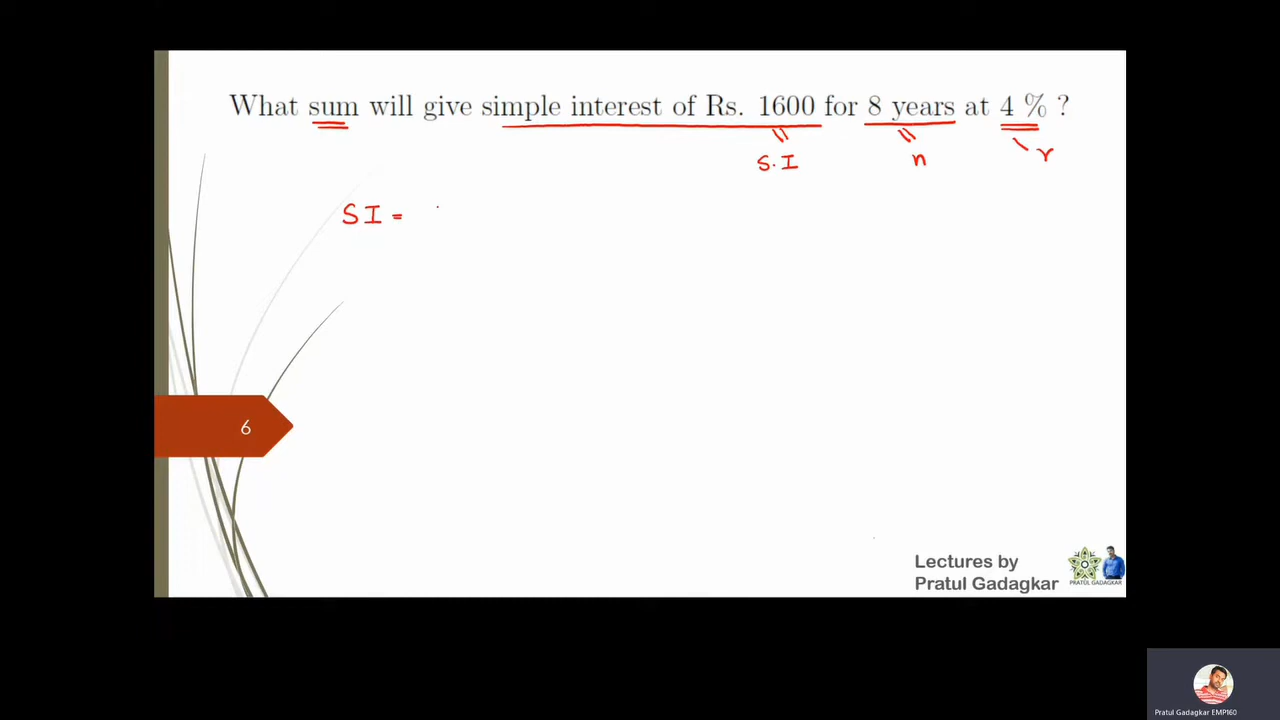 What sum will give simple interest of Rs. 1600 for 8 years at 4 % ?
S.I n r
SI =
6
Lectures by
Pratul Gadagkar
PRATUL GADAGKAR
Pratul Gadagkar EMP160